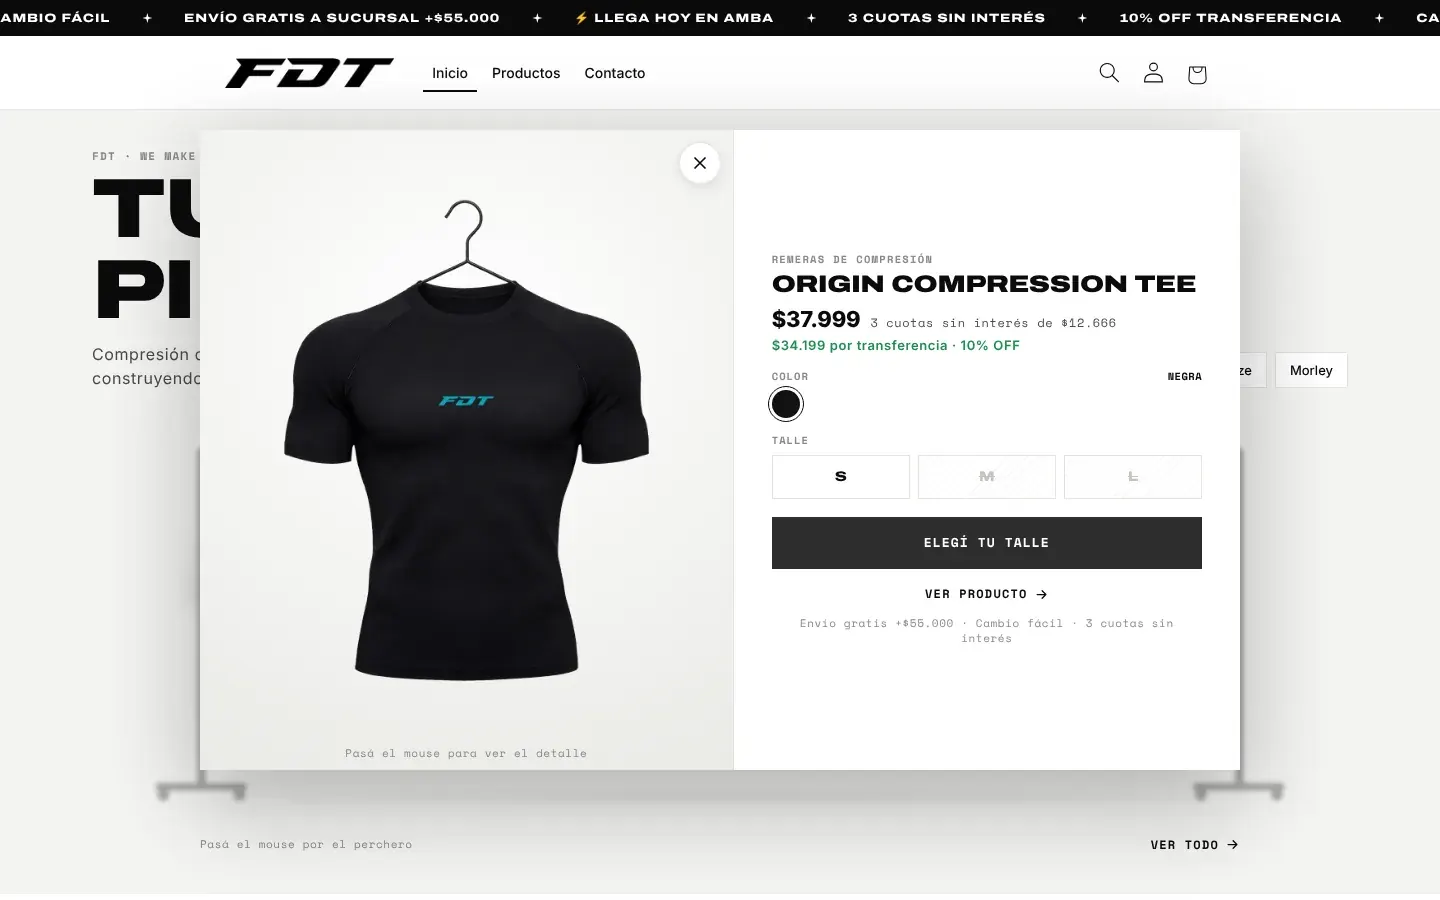 AMBIO FÁCIL ✦ ENVÍO GRATIS A SUCURSAL +$55.000 ✦ ⚡ LLEGA HOY EN AMBA ✦ 3 CUOTAS SIN INTERÉS ✦ 10% OFF TRANSFERENCIA ✦ CA
FDT Inicio Productos Contacto
FDT · WE MAKE
TU
PI
Compresión
construyendo
Morley
FDT
Pasá el mouse para ver el detalle
REMERAS DE COMPRESIÓN
ORIGIN COMPRESSION TEE
$37.999 3 cuotas sin interés de $12.666
$34.199 por transferencia · 10% OFF
COLOR NEGRA
TALLE
S M L
ELEGÍ TU TALLE
VER PRODUCTO →
Envío gratis +$55.000 · Cambio fácil · 3 cuotas sin
interés
Pasá el mouse por el perchero
VER TODO →